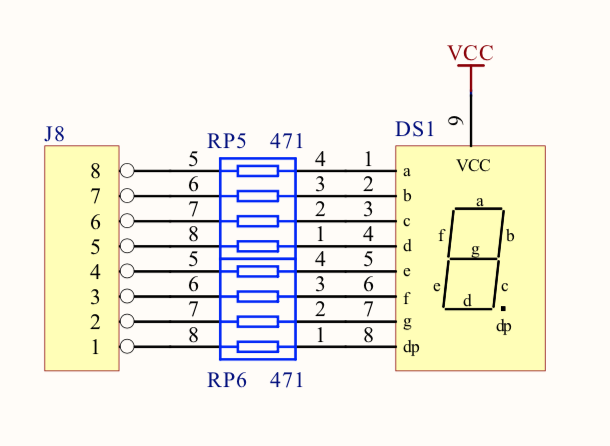 VCC
9
J8
RP5 471
DS1
VCC
8 5 4 1 a
7 6 3 2 b
6 7 2 3 c
5 8 1 4 d
4 5 4 5 e
3 6 3 6 f
2 7 2 7 g
1 8 1 8 dp
a
f b
g
e c
d
dp
RP6 471